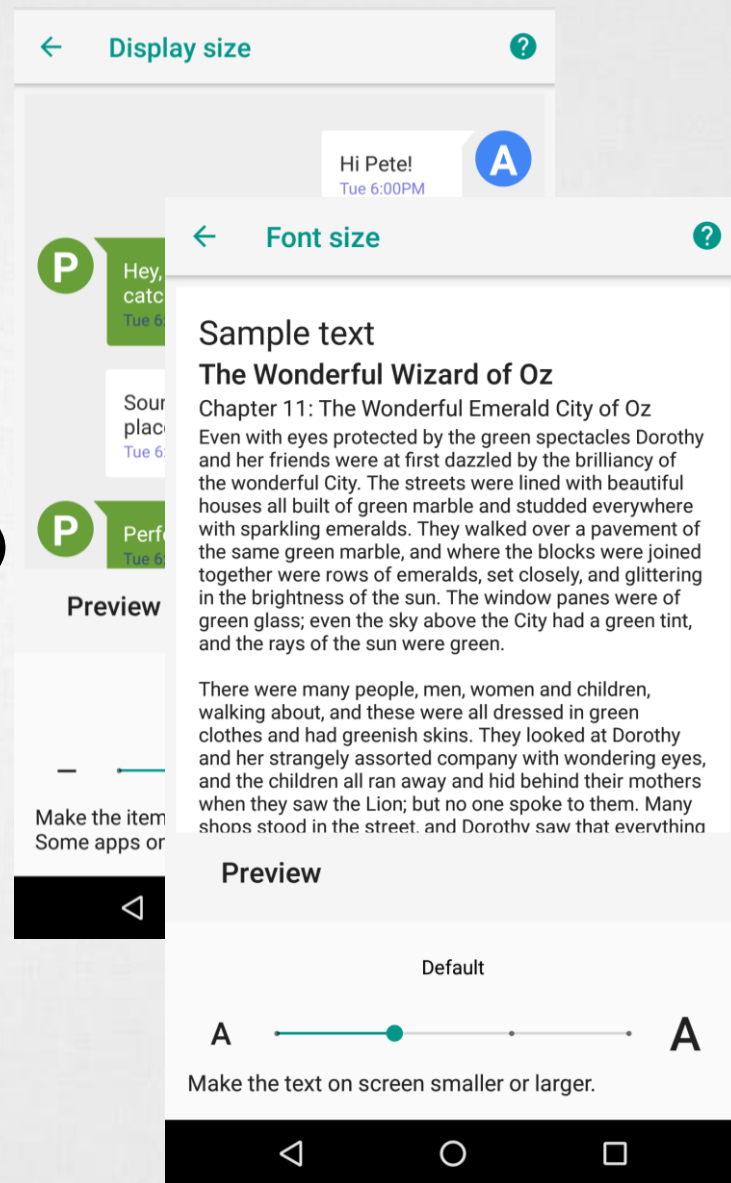 Display size
?
Hi Pete!
Tue 6:00PM
A
P
Hey,
Tue 6:
P
Tue 6:
Preview
Make the item
Some apps or
Font size
?
Sample text
The Wonderful Wizard of Oz
Chapter 11: The Wonderful Emerald City of Oz
Even with eyes protected by the green spectacles Dorothy
and her friends were at first dazzled by the brilliancy of
the wonderful City. The streets were lined with beautiful
houses all built of green marble and studded everywhere
with sparkling emeralds. They walked over a pavement of
the same green marble, and where the blocks were joined
together were rows of emeralds, set closely, and glittering
in the brightness of the sun. The window panes were of
green glass; even the sky above the City had a green tint,
and the rays of the sun were green.
There were many people, men, women and children,
walking about, and these were all dressed in green
clothes and had greenish skins. They looked at Dorothy
and her strangely assorted company with wondering eyes,
and the children all ran away and hid behind their mothers
when they saw the Lion; but no one spoke to them. Many
shops stood in the street, and Dorothy saw that everything
Preview
Default
A A
Make the text on screen smaller or larger.